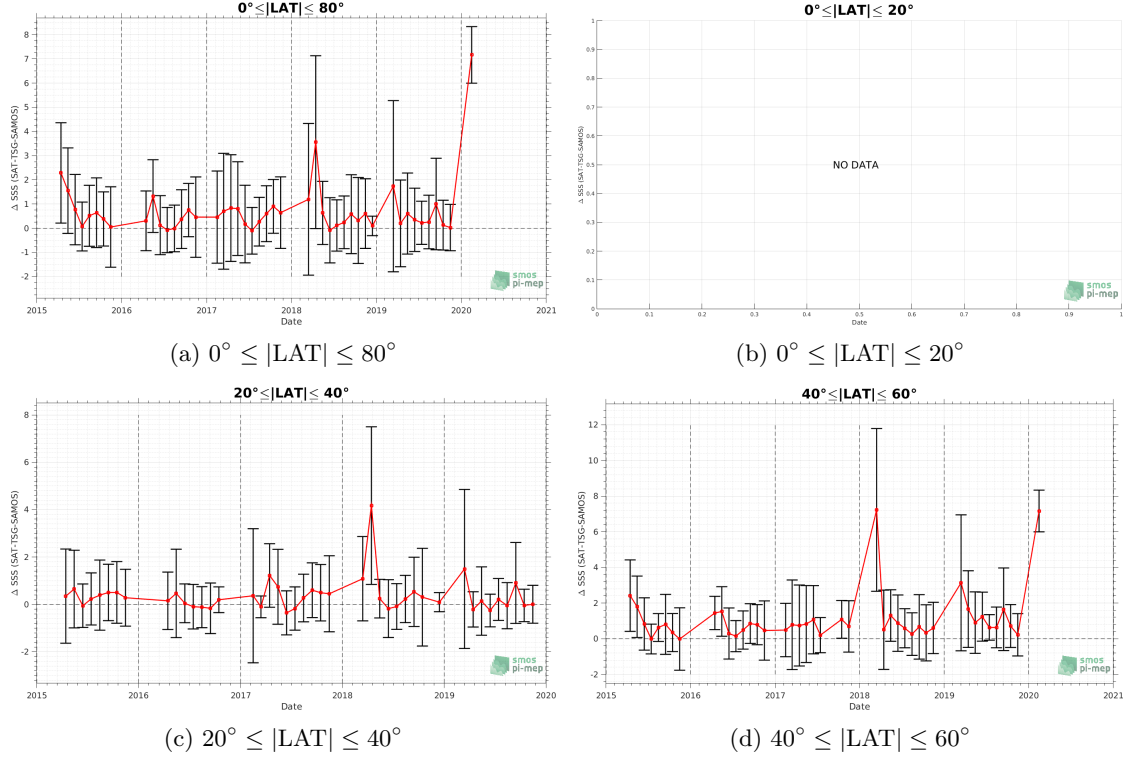 0°≤|LAT|≤ 80°
Δ SSS (SAT-TSG-SAMOS)
8
7
6
5
4
3
2
1
0
-1
-2
2015 2016 2017 2018 2019 2020 2021
Date
smos
pi-mep
(a) 0° ≤ |LAT| ≤ 80°
0°≤|LAT|≤ 20°
Δ SSS (SAT-TSG-SAMOS)
1
0.9
0.8
0.7
0.6
0.5
0.4
0.3
0.2
0.1
0
NO DATA
0 0.1 0.2 0.3 0.4 0.5 0.6 0.7 0.8 0.9 1
Date
smos
pi-mep
(b) 0° ≤ |LAT| ≤ 20°
20°≤|LAT|≤ 40°
Δ SSS (SAT-TSG-SAMOS)
8
6
4
2
0
-2
2015 2016 2017 2018 2019 2020
Date
smos
pi-mep
(c) 20° ≤ |LAT| ≤ 40°
40°≤|LAT|≤ 60°
Δ SSS (SAT-TSG-SAMOS)
12
10
8
6
4
2
0
-2
2015 2016 2017 2018 2019 2020 2021
Date
smos
pi-mep
(d) 40° ≤ |LAT| ≤ 60°